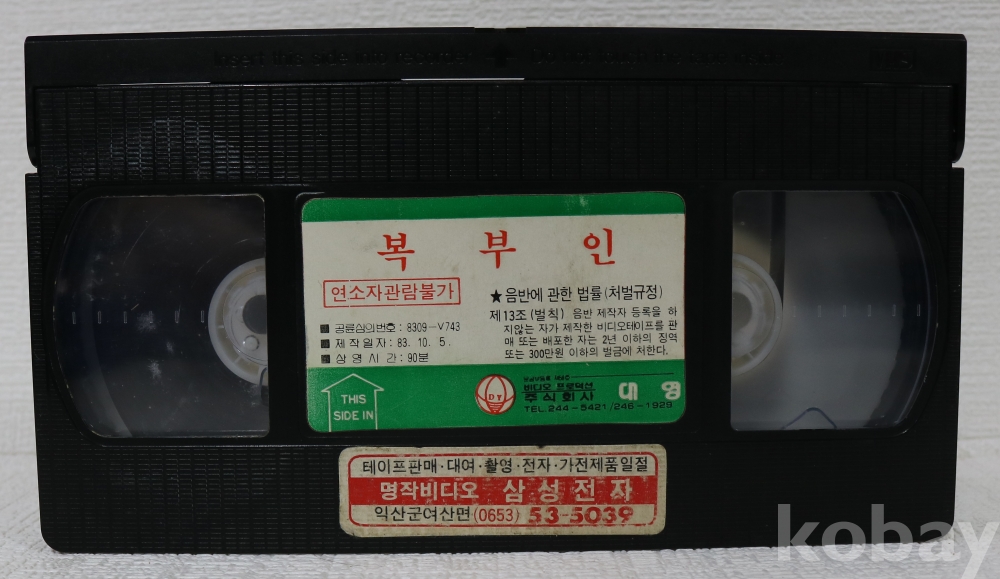 Insert this side into recorder
복 부 인
연소자관람불가
■ 공륜심의번호 : 8309-V743
■ 제 작 일 자 : 83. 10. 5.
■ 상 영 시 간 : 90분
★ 음반에 관한 법률(처벌규정)
제13조 (벌칙) 음반 제작자 등록을 하
지않는 자가 제작한 비디오테이프를 판
매 또는 배포한 자는 2년 이하의 징역
또는 300만원 이하의 벌금에 처한다.
THIS
SIDE IN
DY
비디오 프로덕션
주식회사 대 영
TEL 244-5421/246-1929
테이프판매·대여·촬영·전자·가전제품일절
명작비디오 삼성전자
익산군여산면 (0653) 53-5039
kobay